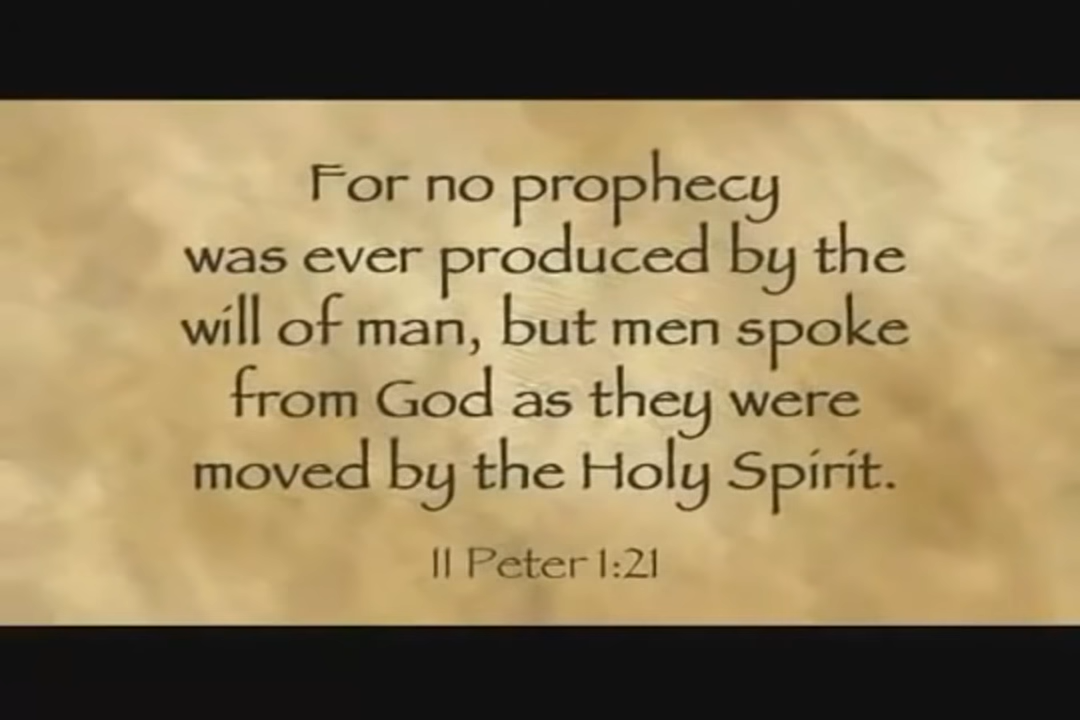 For no prophecy
was ever produced by the
will of man, but men spoke
from God as they were
moved by the Holy Spirit.
II Peter 1:21